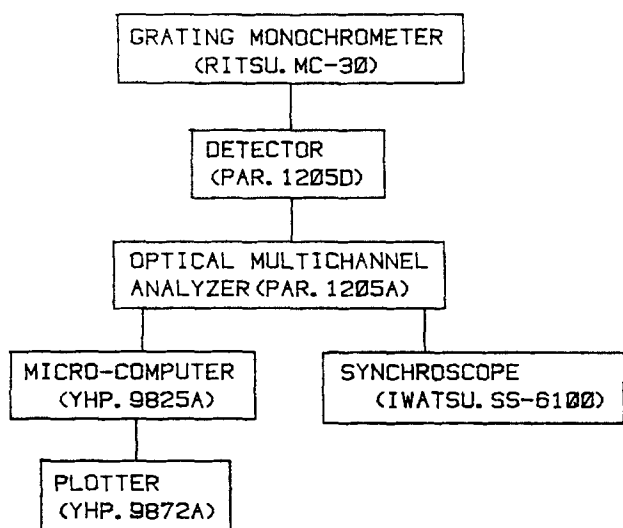 GRATING MONOCHROMETER
(RITSU. MC-30)
DETECTOR
(PAR. 1205D)
OPTICAL MULTICHANNEL
ANALYZER (PAR. 1205A)
MICRO-COMPUTER
(YHP. 9825A)
SYNCHROSCOPE
(IWATSU. SS-6100)
PLOTTER
(YHP. 9872A)